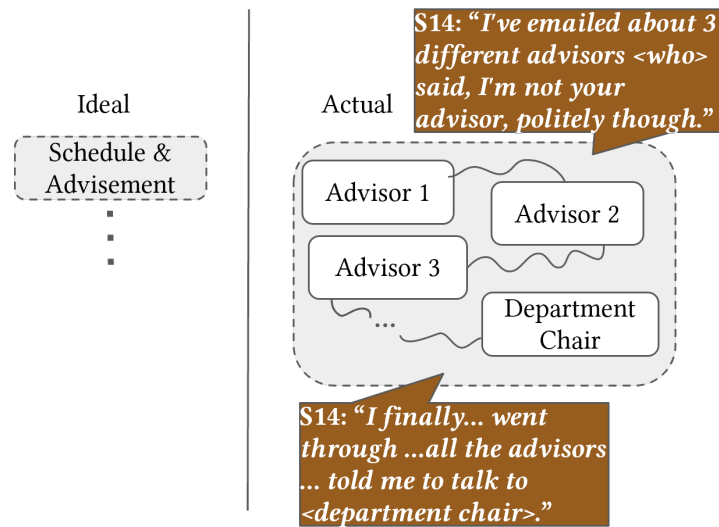 Ideal
Schedule &
Advisement
Actual
S14: “I've emailed about 3
different advisors <who>
said, I'm not your
advisor, politely though.”
Advisor 1
Advisor 2
Advisor 3
...
Department
Chair
S14: “I finally... went
through ...all the advisors
... told me to talk to
<department chair>.”